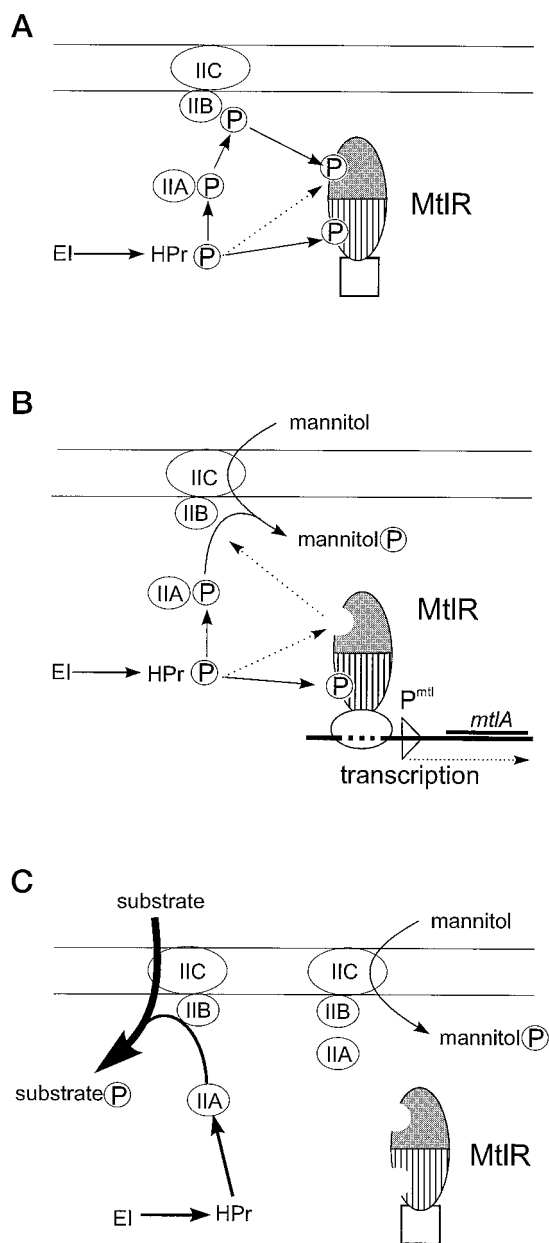 A
IIC
IIB
P
P
IIA P
MtlR
P
EI HPr P
B
mannitol
IIC
IIB
mannitol P
IIA P
MtlR
EI HPr P
P
Pmtl
mtlA
transcription
C
substrate
mannitol
IIC IIC
IIB IIB
mannitol P
IIA
substrate P
IIA
MtlR
EI HPr